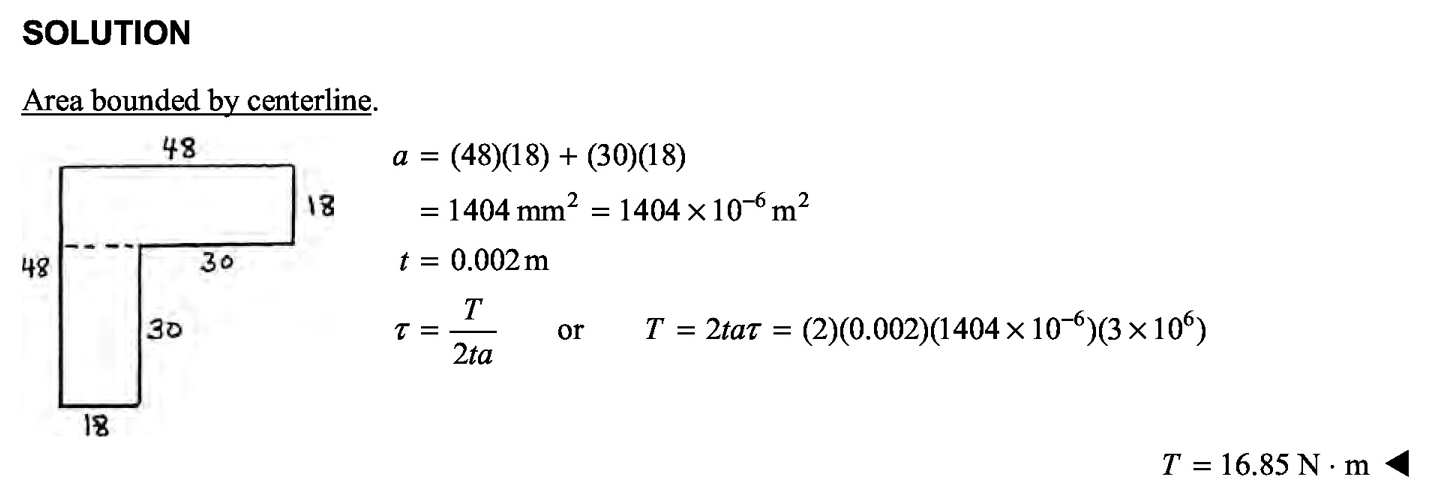 SOLUTION
Area bounded by centerline.
48
18
48
30
30
18
a = (48)(18) + (30)(18)
= 1404 mm² = 1404 × 10⁻⁶ m²
t = 0.002 m
τ = T / 2ta or T = 2taτ = (2)(0.002)(1404 × 10⁻⁶)(3 × 10⁶)
T = 16.85 N · m ◀